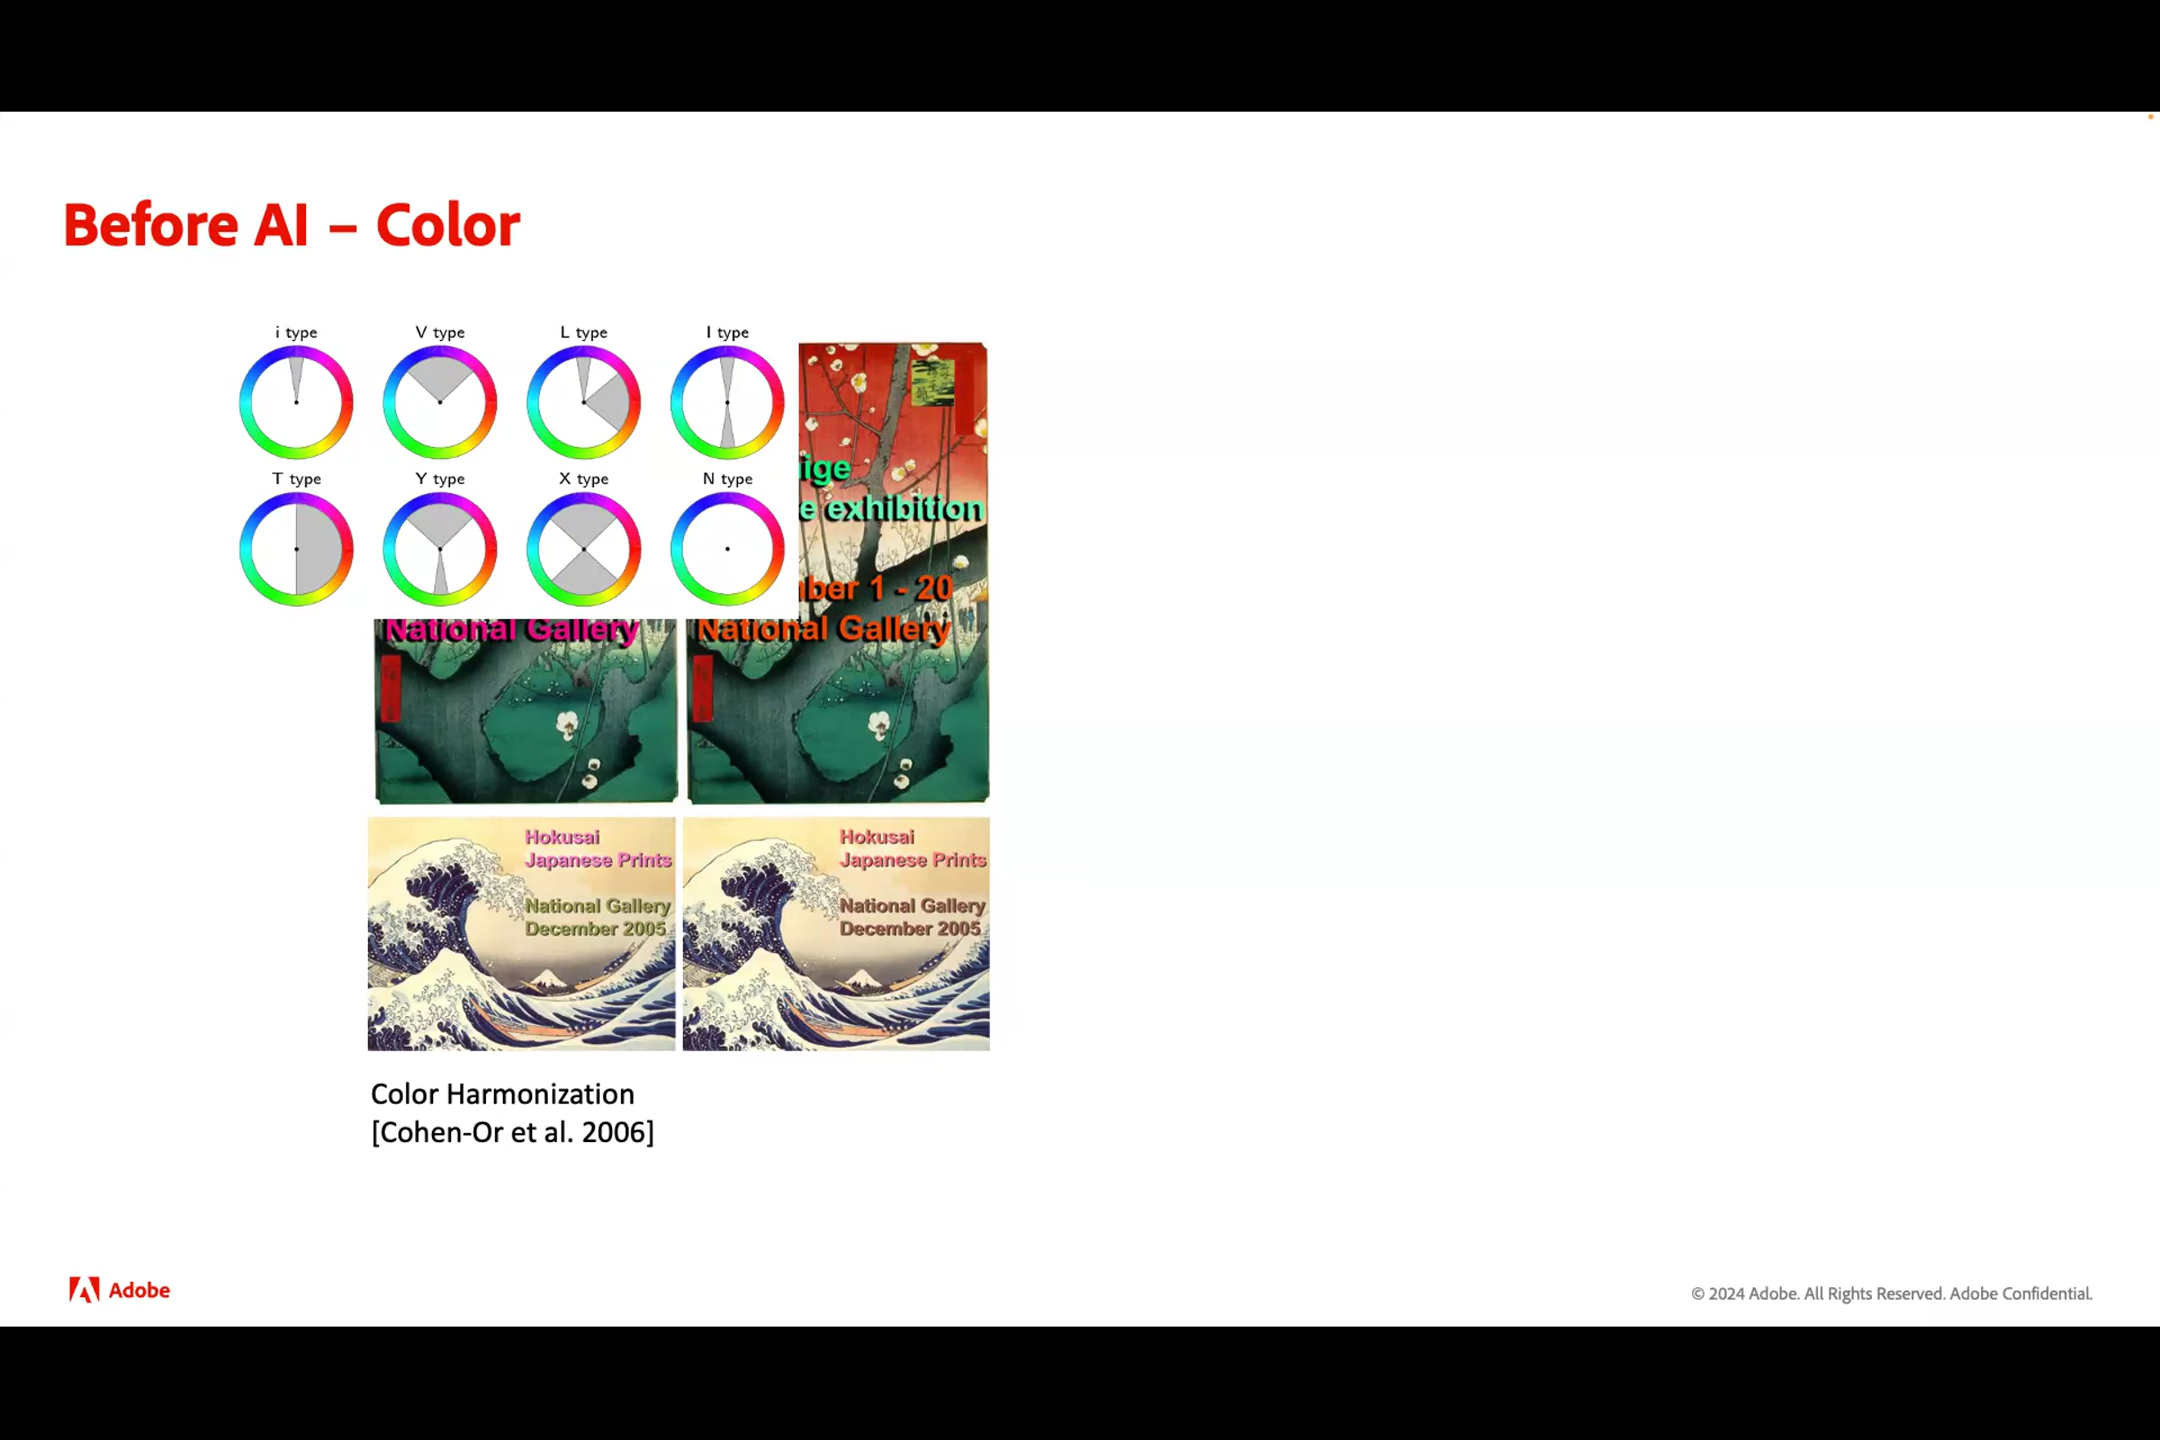 Before AI – Color
i type
V type
L type
I type
T type
Y type
X type
N type
ige
e exhibition
ber 1 - 20
National Gallery
National Gallery
Hokusai
Japanese Prints
National Gallery
December 2005
Hokusai
Japanese Prints
National Gallery
December 2005
Color Harmonization
[Cohen-Or et al. 2006]
Adobe
© 2024 Adobe. All Rights Reserved. Adobe Confidential.